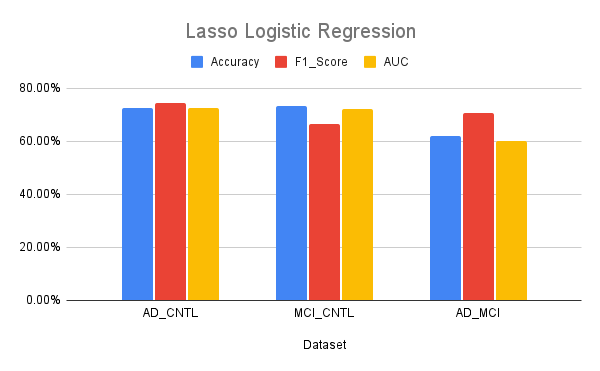 Lasso Logistic Regression
Accuracy F1_Score AUC
80.00%
60.00%
40.00%
20.00%
0.00%
AD_CNTL MCI_CNTL AD_MCI
Dataset